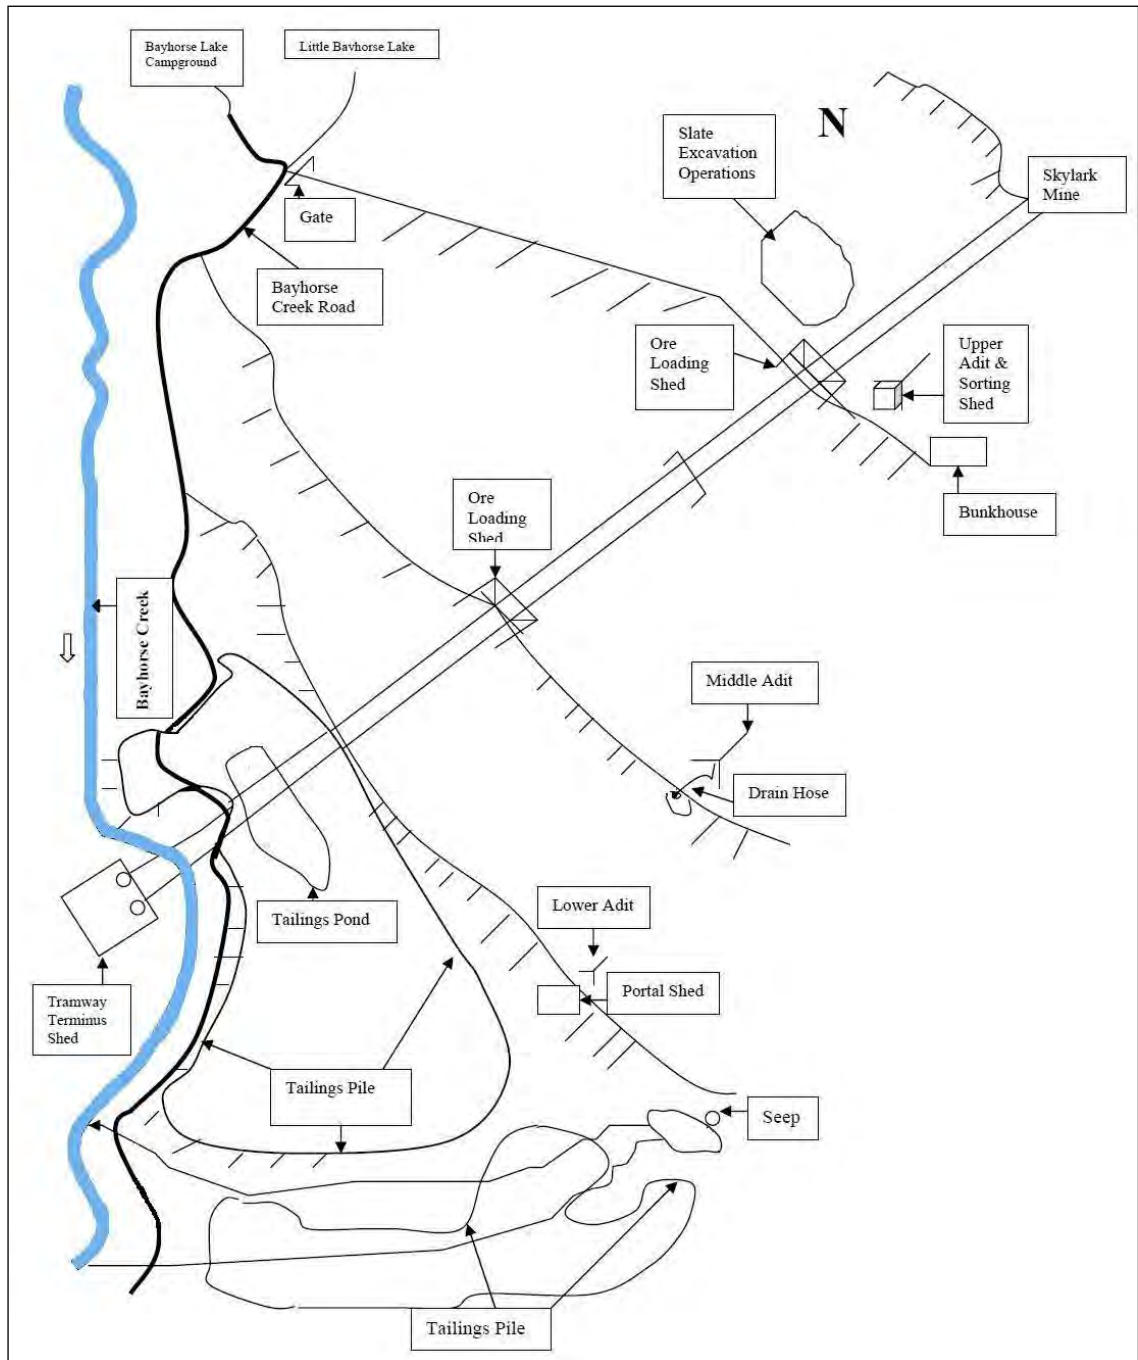 Bayhorse Lake
Campground
Little Bayhorse Lake
N
Slate
Excavation
Operations
Skylark
Mine
Gate
Bayhorse
Creek Road
Ore
Loading
Shed
Upper
Adit &
Sorting
Shed
Ore
Loading
Shed
Bunkhouse
Bayhorse Creek
Middle Adit
Drain Hose
Tailings Pond
Lower Adit
Portal Shed
Tramway
Terminus
Shed
Tailings Pile
Seep
Tailings Pile